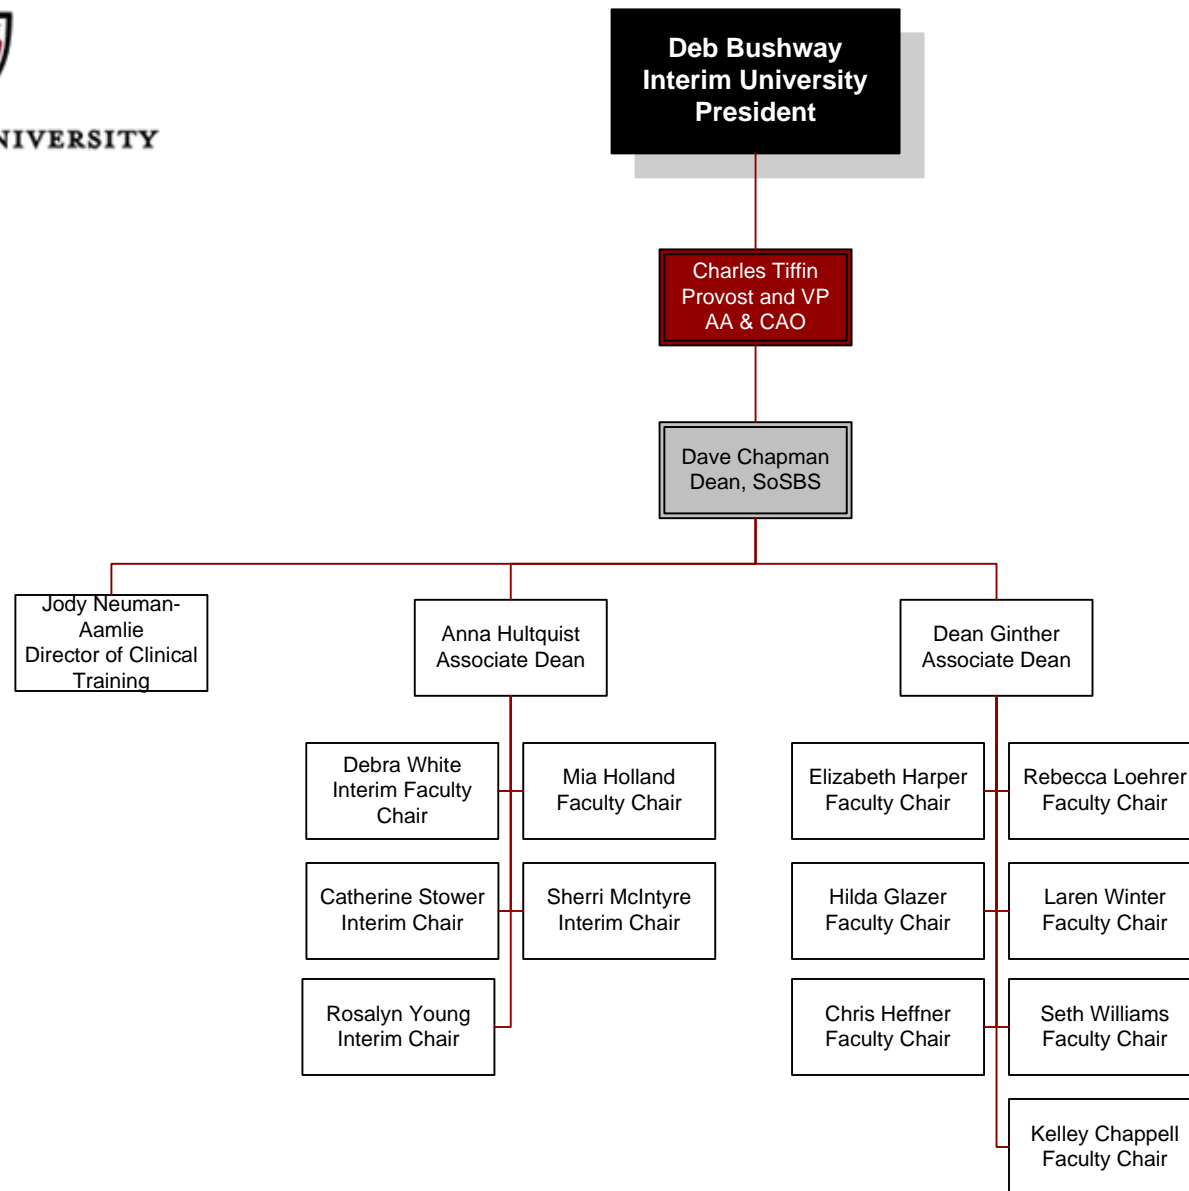 Deb Bushway
Interim University
President
NIVERSITY
Charles Tiffin
Provost and VP
AA & CAO
Dave Chapman
Dean, SoSBS
Jody Neuman-
Aamlie
Director of Clinical
Training
Anna Hultquist
Associate Dean
Dean Ginther
Associate Dean
Debra White
Interim Faculty
Chair
Mia Holland
Faculty Chair
Elizabeth Harper
Faculty Chair
Rebecca Loehrer
Faculty Chair
Catherine Stower
Interim Chair
Sherri McIntyre
Interim Chair
Hilda Glazer
Faculty Chair
Laren Winter
Faculty Chair
Rosalyn Young
Interim Chair
Chris Heffner
Faculty Chair
Seth Williams
Faculty Chair
Kelley Chappell
Faculty Chair